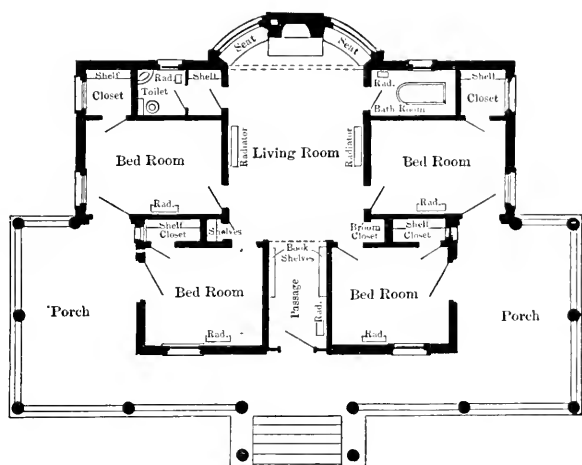 Seat
Seat
Shelf
Closet
Rad.
Toilet
Shelf
Rad.
Bath Room
Shelf
Closet
Bed Room
Radiator
Living Room
Radiator
Bed Room
Rad.
Rad.
Shelf
Closet
Shelves
Broom
Closet
Shelf
Closet
Book
Shelves
Porch
Bed Room
Passage
Rad.
Bed Room
Porch
Rad.
Rad.